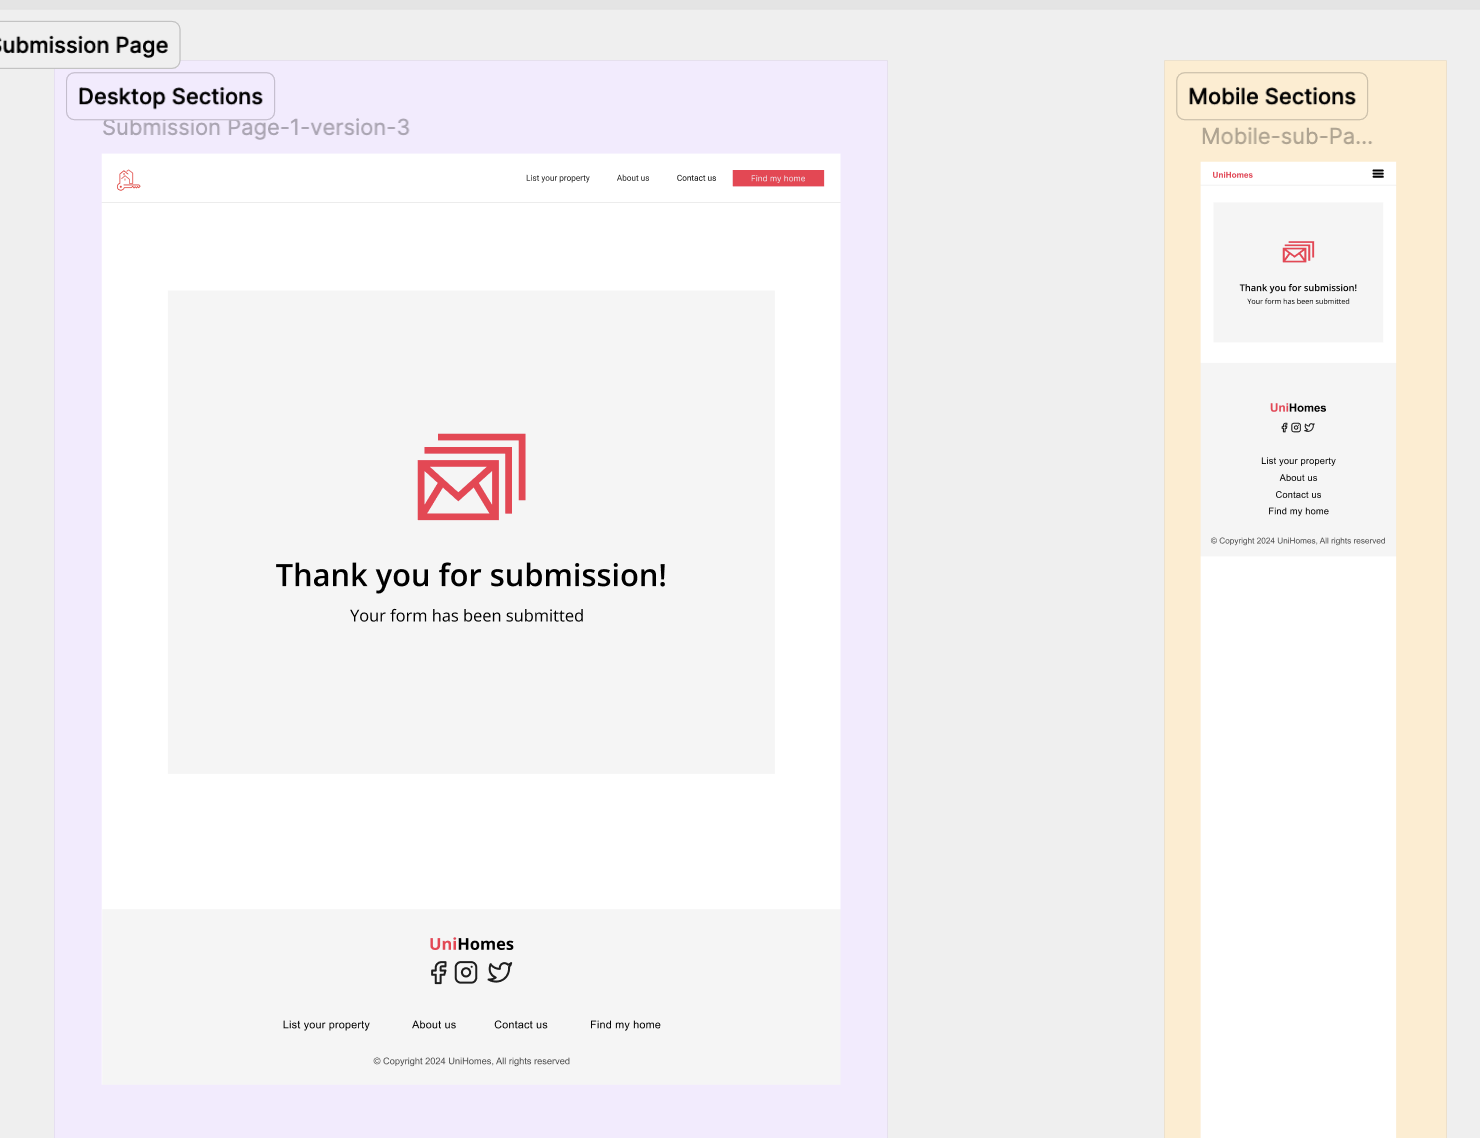 Submission Page
Desktop Sections
Submission Page-1-version-3
List your property About us Contact us Find my home
Thank you for submission!
Your form has been submitted
UniHomes
List your property About us Contact us Find my home
© Copyright 2024 UniHomes, All rights reserved
Mobile Sections
Mobile-sub-Pa...
UniHomes
Thank you for submission!
Your form has been submitted
UniHomes
List your property
About us
Contact us
Find my home
© Copyright 2024 UniHomes, All rights reserved